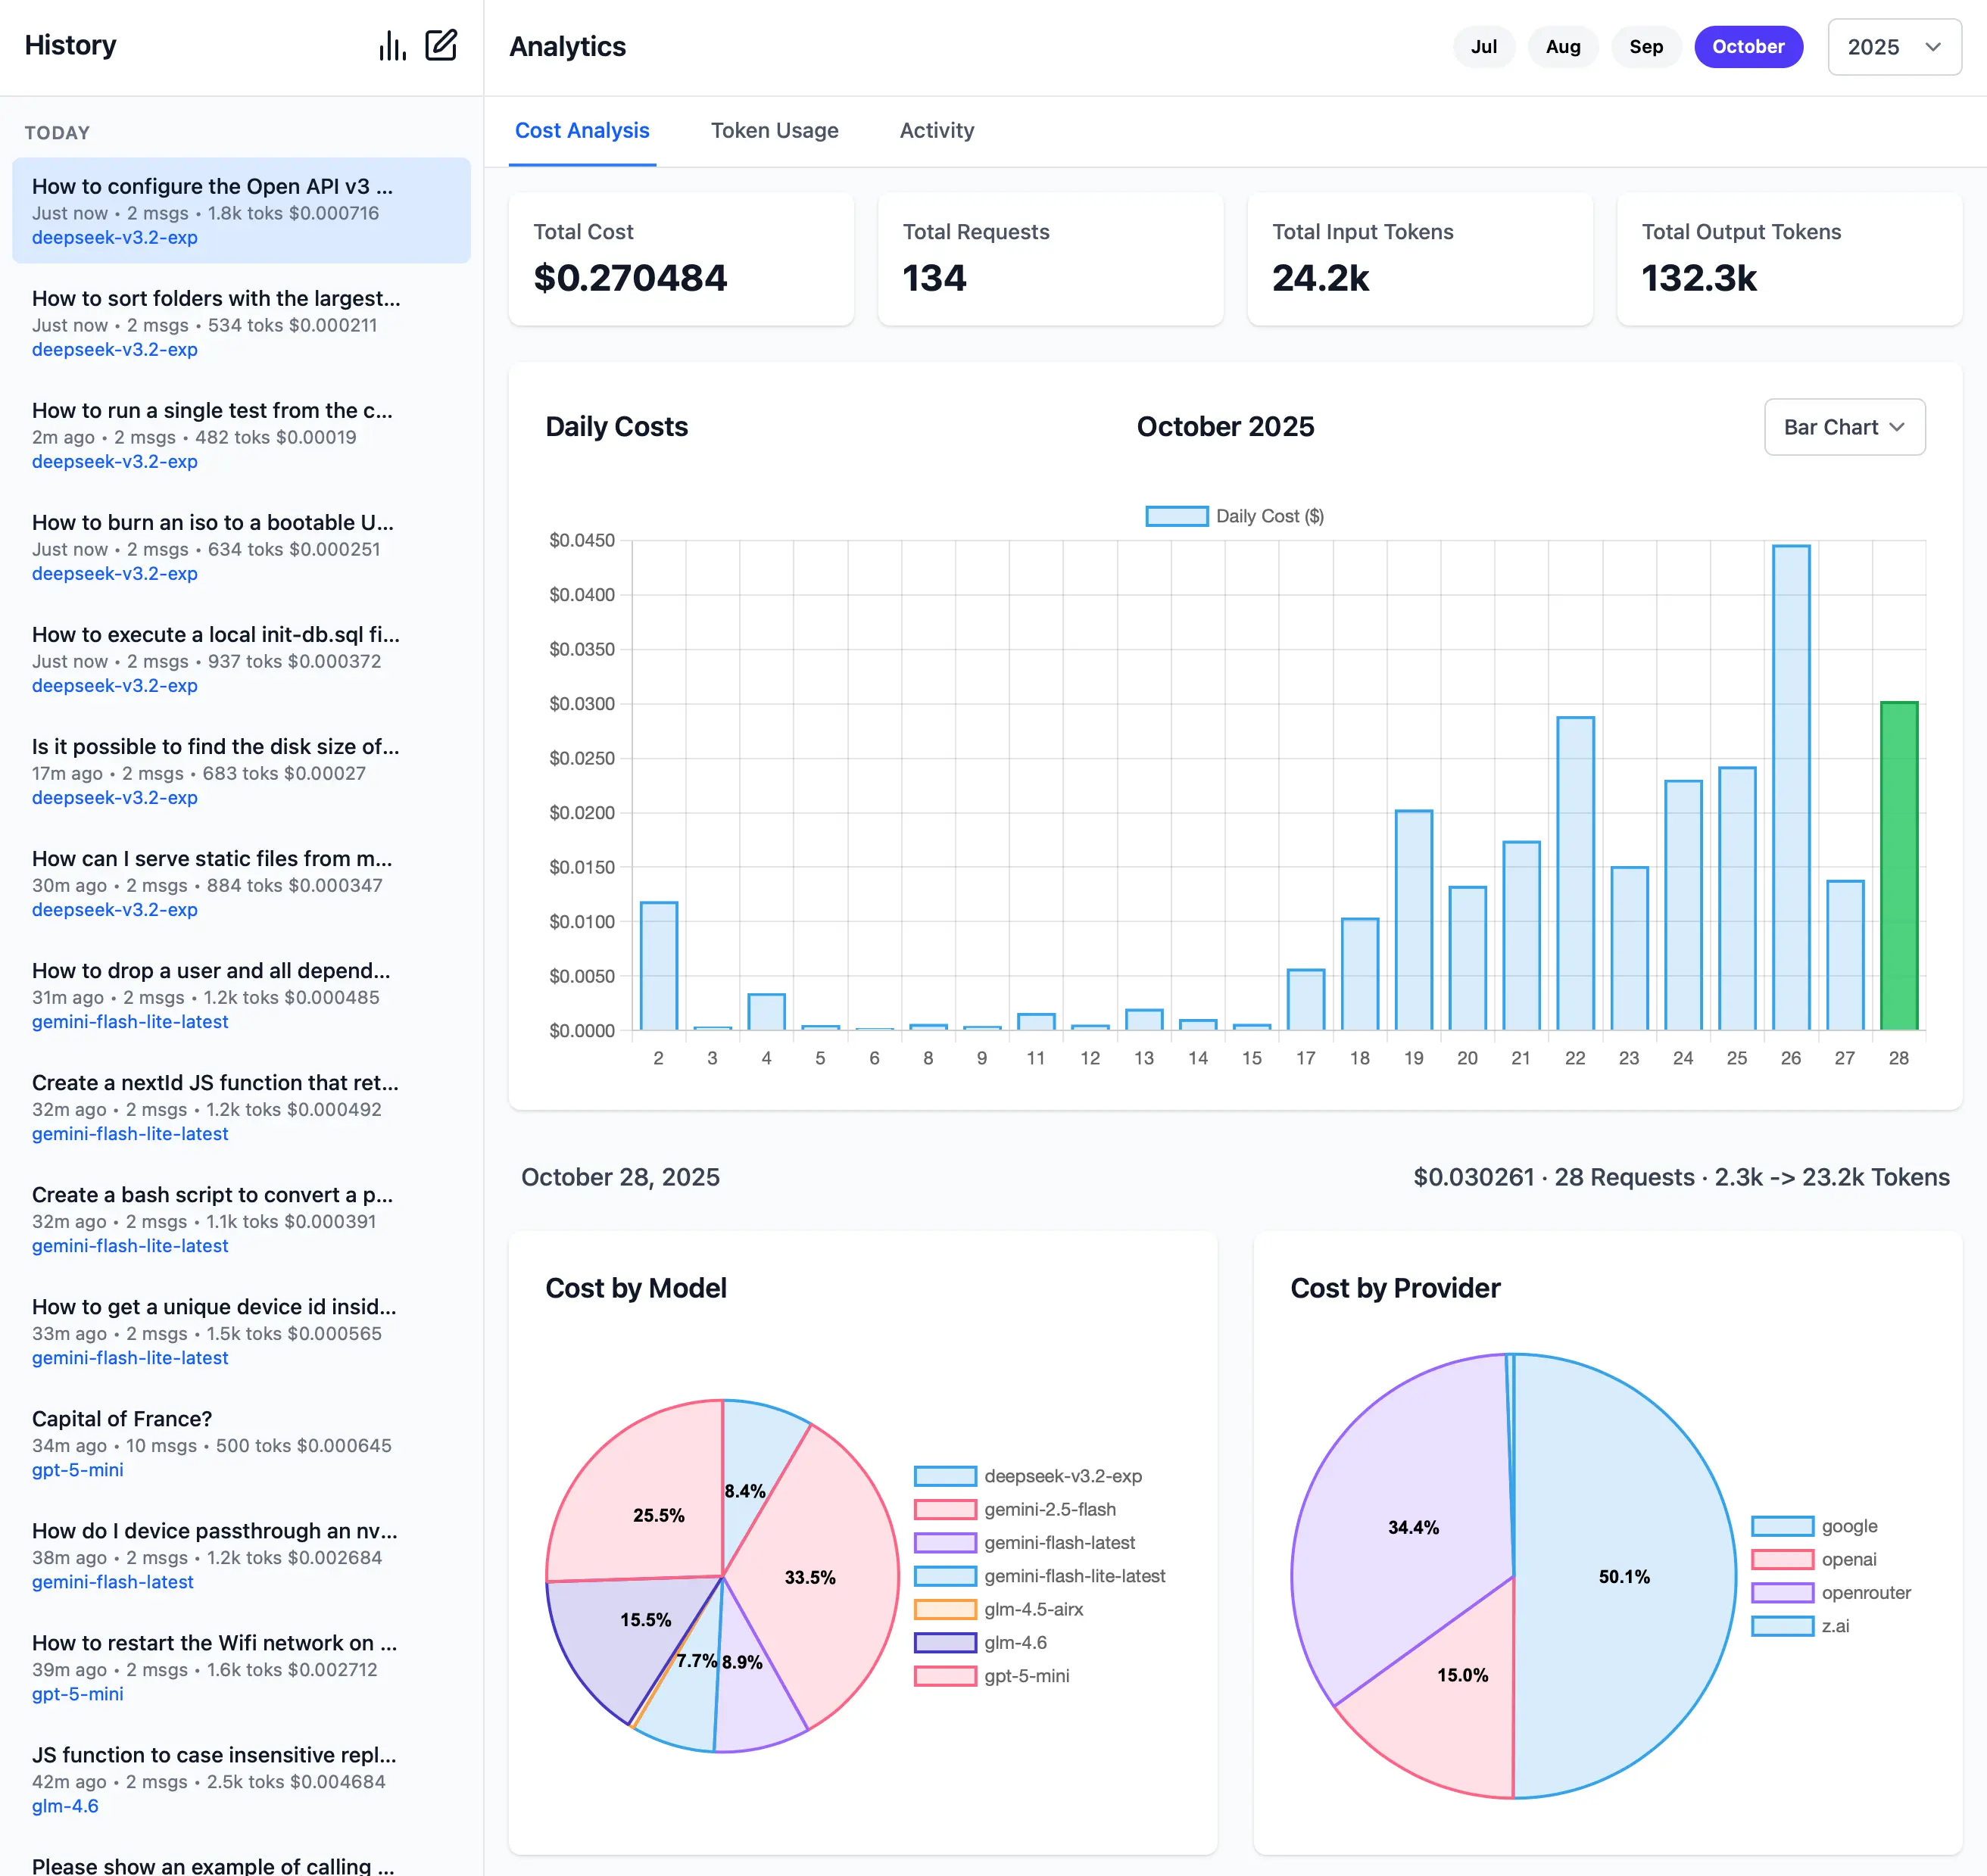 History
TODAY
How to configure the Open API v3 ...
Just now • 2 msgs • 1.8k toks $0.000716
deepseek-v3.2-exp
How to sort folders with the largest...
Just now • 2 msgs • 534 toks $0.000211
deepseek-v3.2-exp
How to run a single test from the c...
2m ago • 2 msgs • 482 toks $0.00019
deepseek-v3.2-exp
How to burn an iso to a bootable U...
Just now • 2 msgs • 634 toks $0.000251
deepseek-v3.2-exp
How to execute a local init-db.sql fi...
Just now • 2 msgs • 937 toks $0.000372
deepseek-v3.2-exp
Is it possible to find the disk size of...
17m ago • 2 msgs • 683 toks $0.00027
deepseek-v3.2-exp
How can I serve static files from m...
30m ago • 2 msgs • 884 toks $0.000347
deepseek-v3.2-exp
How to drop a user and all depend...
31m ago • 2 msgs • 1.2k toks $0.000485
gemini-flash-lite-latest
Create a nextId JS function that ret...
32m ago • 2 msgs • 1.2k toks $0.000492
gemini-flash-lite-latest
Create a bash script to convert a p...
32m ago • 2 msgs • 1.1k toks $0.000391
gemini-flash-lite-latest
How to get a unique device id insid...
33m ago • 2 msgs • 1.5k toks $0.000565
gemini-flash-lite-latest
Capital of France?
34m ago • 10 msgs • 500 toks $0.000645
gpt-5-mini
How do I device passthrough an nv...
38m ago • 2 msgs • 1.2k toks $0.002684
gemini-flash-latest
How to restart the Wifi network on ...
39m ago • 2 msgs • 1.6k toks $0.002712
gpt-5-mini
JS function to case insensitive repl...
42m ago • 2 msgs • 2.5k toks $0.004684
glm-4.6
Please show an example of calling ...
Analytics
Jul Aug Sep October 2025
Cost Analysis Token Usage Activity
Total Cost
$0.270484
Total Requests
134
Total Input Tokens
24.2k
Total Output Tokens
132.3k
Daily Costs October 2025 Bar Chart
Daily Cost ($)
$0.0450
$0.0400
$0.0350
$0.0300
$0.0250
$0.0200
$0.0150
$0.0100
$0.0050
$0.0000
2 3 4 5 6 8 9 11 12 13 14 15 17 18 19 20 21 22 23 24 25 26 27 28
October 28, 2025 $0.030261 · 28 Requests · 2.3k -> 23.2k Tokens
Cost by Model
8.4%
25.5%
33.5%
15.5%
7.7%
8.9%
deepseek-v3.2-exp
gemini-2.5-flash
gemini-flash-latest
gemini-flash-lite-latest
glm-4.5-airx
glm-4.6
gpt-5-mini
Cost by Provider
34.4%
50.1%
15.0%
google
openai
openrouter
z.ai